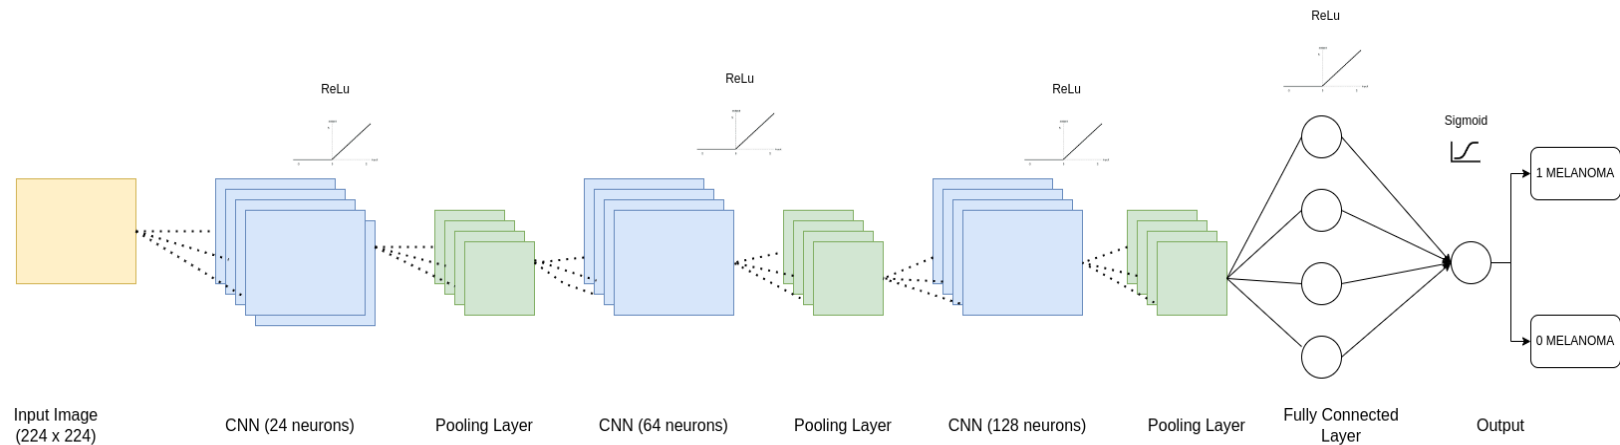 ReLu
ReLu
ReLu
ReLu
Sigmoid
1 MELANOMA
0 MELANOMA
Input Image
(224 x 224)
CNN (24 neurons)
Pooling Layer
CNN (64 neurons)
Pooling Layer
CNN (128 neurons)
Pooling Layer
Fully Connected
Layer
Output